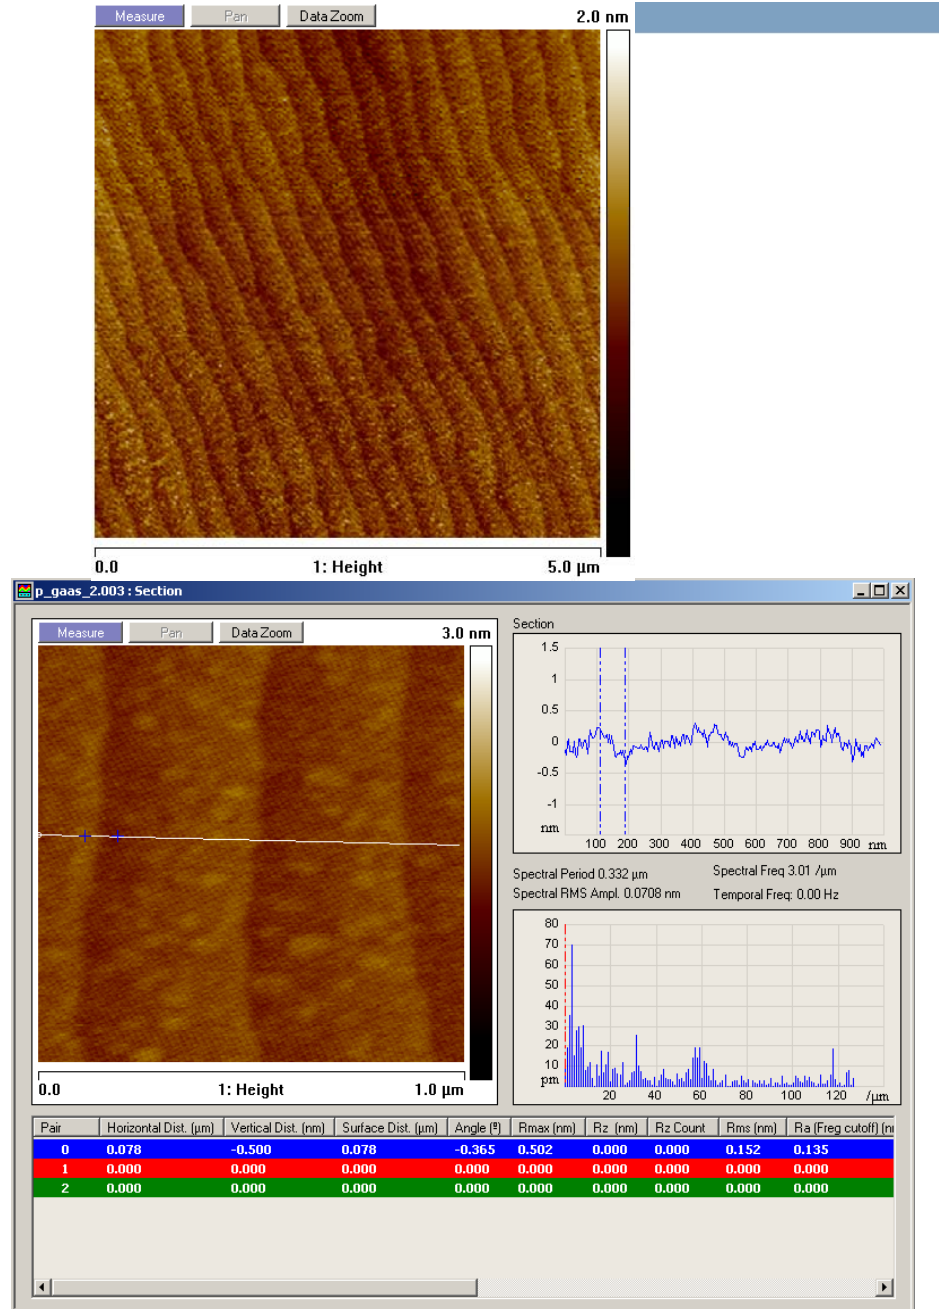 Measure Pan Data Zoom 2.0 nm
0.0 1: Height 5.0 µm
p_gaas_2.003 : Section
Measure Pan Data Zoom 3.0 nm
0.0 1: Height 1.0 µm
Section
1.5
1
0.5
0
-0.5
-1
nm
100 200 300 400 500 600 700 800 900 nm
Spectral Period 0.332 µm Spectral Freq 3.01 /µm
Spectral RMS Ampl. 0.0708 nm Temporal Freq: 0.00 Hz
80
70
60
50
40
30
20
10
pm
20 40 60 80 100 120 /µm
Pair Horizontal Dist. (µm) Vertical Dist. (nm) Surface Dist. (µm) Angle (º) Rmax (nm) Rz (nm) Rz Count Rms (nm) Ra (Freg cutoff) (n
0 0.078 -0.500 0.078 -0.365 0.502 0.000 0.000 0.152 0.135
1 0.000 0.000 0.000 0.000 0.000 0.000 0.000 0.000 0.000
2 0.000 0.000 0.000 0.000 0.000 0.000 0.000 0.000 0.000